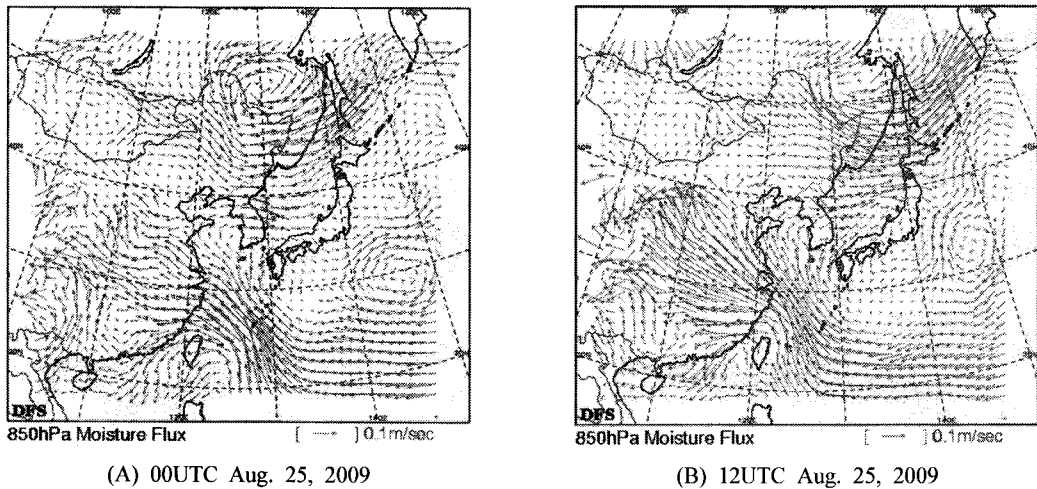 DFS
850hPa Moisture Flux [ → ] 0.1m/sec
(A) 00UTC Aug. 25, 2009
DFS
850hPa Moisture Flux [ → ] 0.1m/sec
(B) 12UTC Aug. 25, 2009